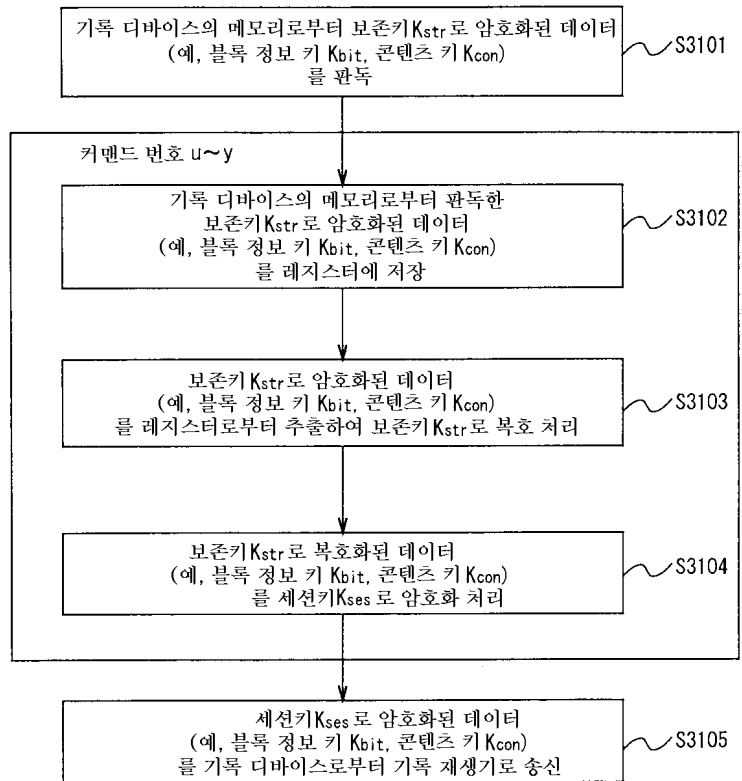 기록 디바이스의 메모리로부터 보존키Kstr로 암호화된 데이터
(예, 블록 정보 키 Kbit, 콘텐츠 키 Kcon)
를 판독
S3101
커맨드 번호 u~y
기록 디바이스의 메모리로부터 판독한
보존키Kstr로 암호화된 데이터
(예, 블록 정보 키 Kbit, 콘텐츠 키 Kcon)
를 레지스터에 저장
S3102
보존키Kstr로 암호화된 데이터
(예, 블록 정보 키 Kbit, 콘텐츠 키 Kcon)
를 레지스터로부터 추출하여 보존키Kstr로 복호 처리
S3103
보존키Kstr로 복호화된 데이터
(예, 블록 정보 키 Kbit, 콘텐츠 키 Kcon)
를 세션키Kses로 암호화 처리
S3104
세션키Kses로 암호화된 데이터
(예, 블록 정보 키 Kbit, 콘텐츠 키 Kcon)
를 기록 디바이스로부터 기록 재생기로 송신
S3105